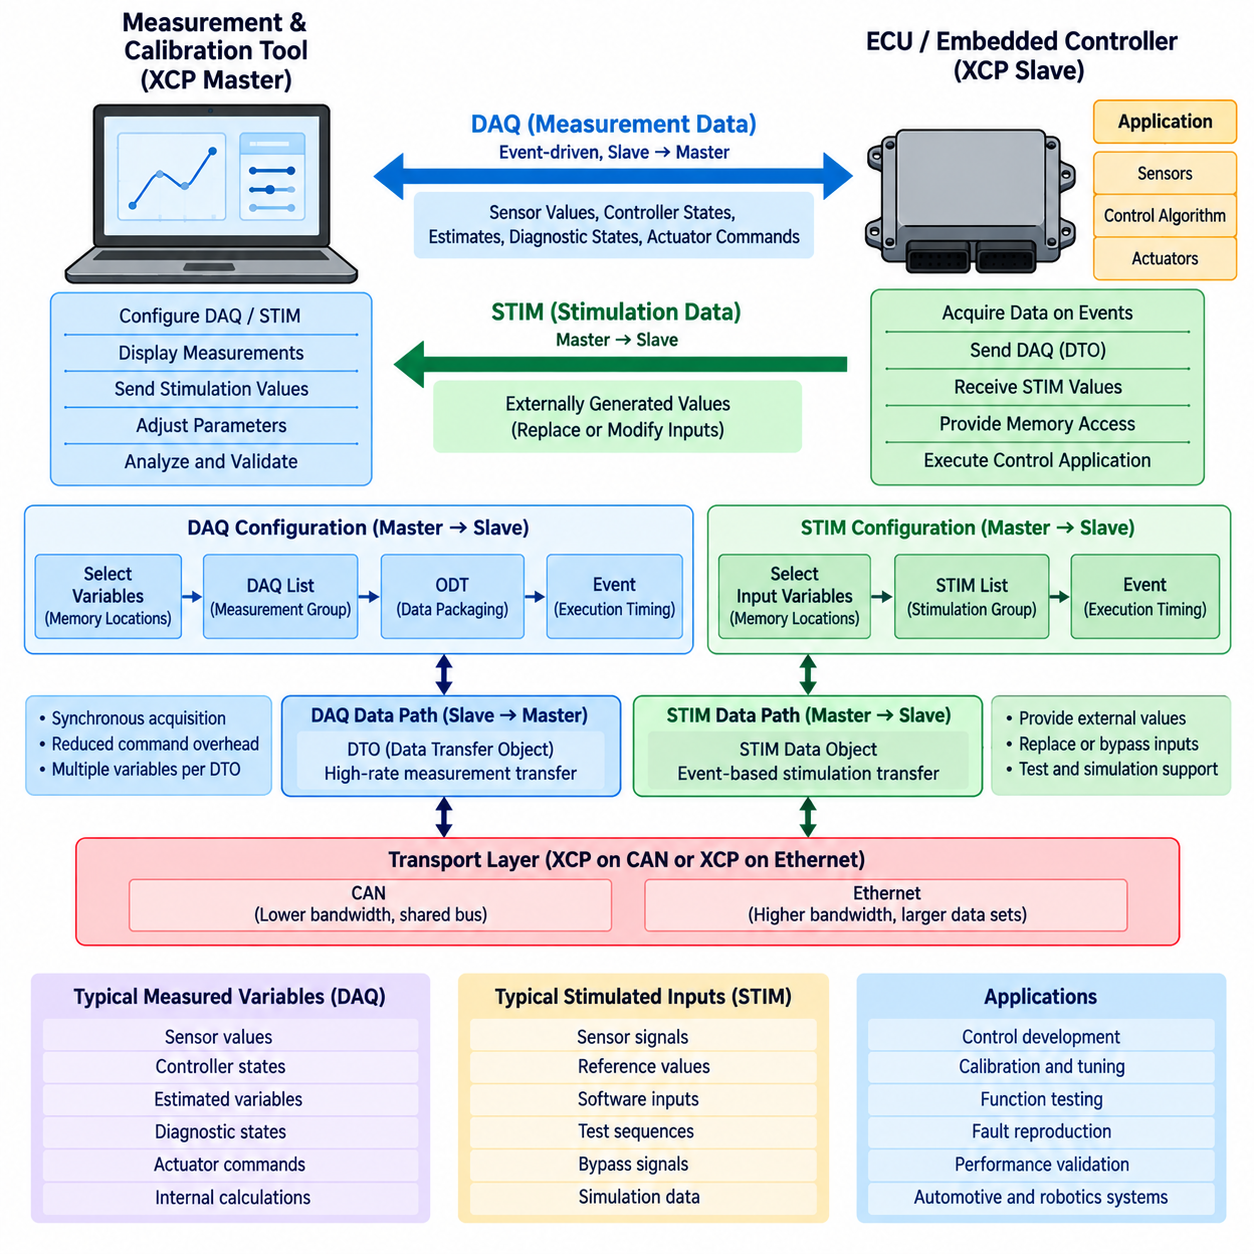 Measurement &
Calibration Tool
(XCP Master)
ECU / Embedded Controller
(XCP Slave)
DAQ (Measurement Data)
Event-driven, Slave → Master
Sensor Values, Controller States,
Estimates, Diagnostic States, Actuator Commands
Application
Sensors
Control Algorithm
Actuators
Configure DAQ / STIM
Display Measurements
Send Stimulation Values
Adjust Parameters
Analyze and Validate
STIM (Stimulation Data)
Master → Slave
Externally Generated Values
(Replace or Modify Inputs)
Acquire Data on Events
Send DAQ (DTO)
Receive STIM Values
Provide Memory Access
Execute Control Application
DAQ Configuration (Master → Slave)
Select
Variables
(Memory Locations)
DAQ List
(Measurement Group)
ODT
(Data Packaging)
Event
(Execution Timing)
STIM Configuration (Master → Slave)
Select
Input Variables
(Memory Locations)
STIM List
(Stimulation Group)
Event
(Execution Timing)
• Synchronous acquisition
• Reduced command overhead
• Multiple variables per DTO
DAQ Data Path (Slave → Master)
DTO (Data Transfer Object)
High-rate measurement transfer
STIM Data Path (Master → Slave)
STIM Data Object
Event-based stimulation transfer
• Provide external values
• Replace or bypass inputs
• Test and simulation support
Transport Layer (XCP on CAN or XCP on Ethernet)
CAN
(Lower bandwidth, shared bus)
Ethernet
(Higher bandwidth, larger data sets)
Typical Measured Variables (DAQ)
Sensor values
Controller states
Estimated variables
Diagnostic states
Actuator commands
Internal calculations
Typical Stimulated Inputs (STIM)
Sensor signals
Reference values
Software inputs
Test sequences
Bypass signals
Simulation data
Applications
Control development
Calibration and tuning
Function testing
Fault reproduction
Performance validation
Automotive and robotics systems